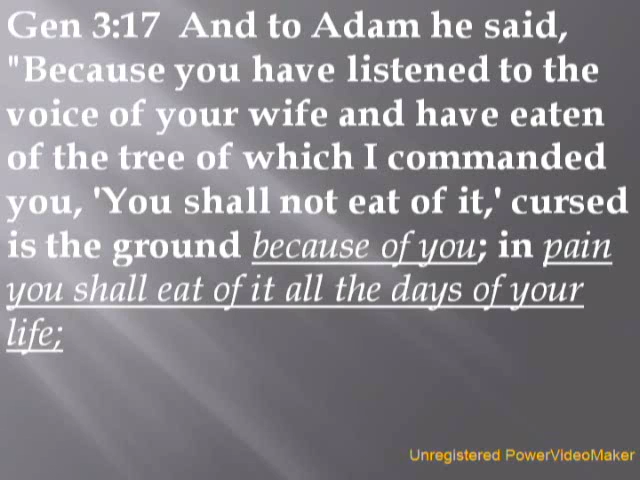 Gen 3:17  And to Adam he said,
"Because you have listened to the
voice of your wife and have eaten
of the tree of which I commanded
you, 'You shall not eat of it,' cursed
is the ground because of you; in pain
you shall eat of it all the days of your
life;
Unregistered PowerVideoMaker